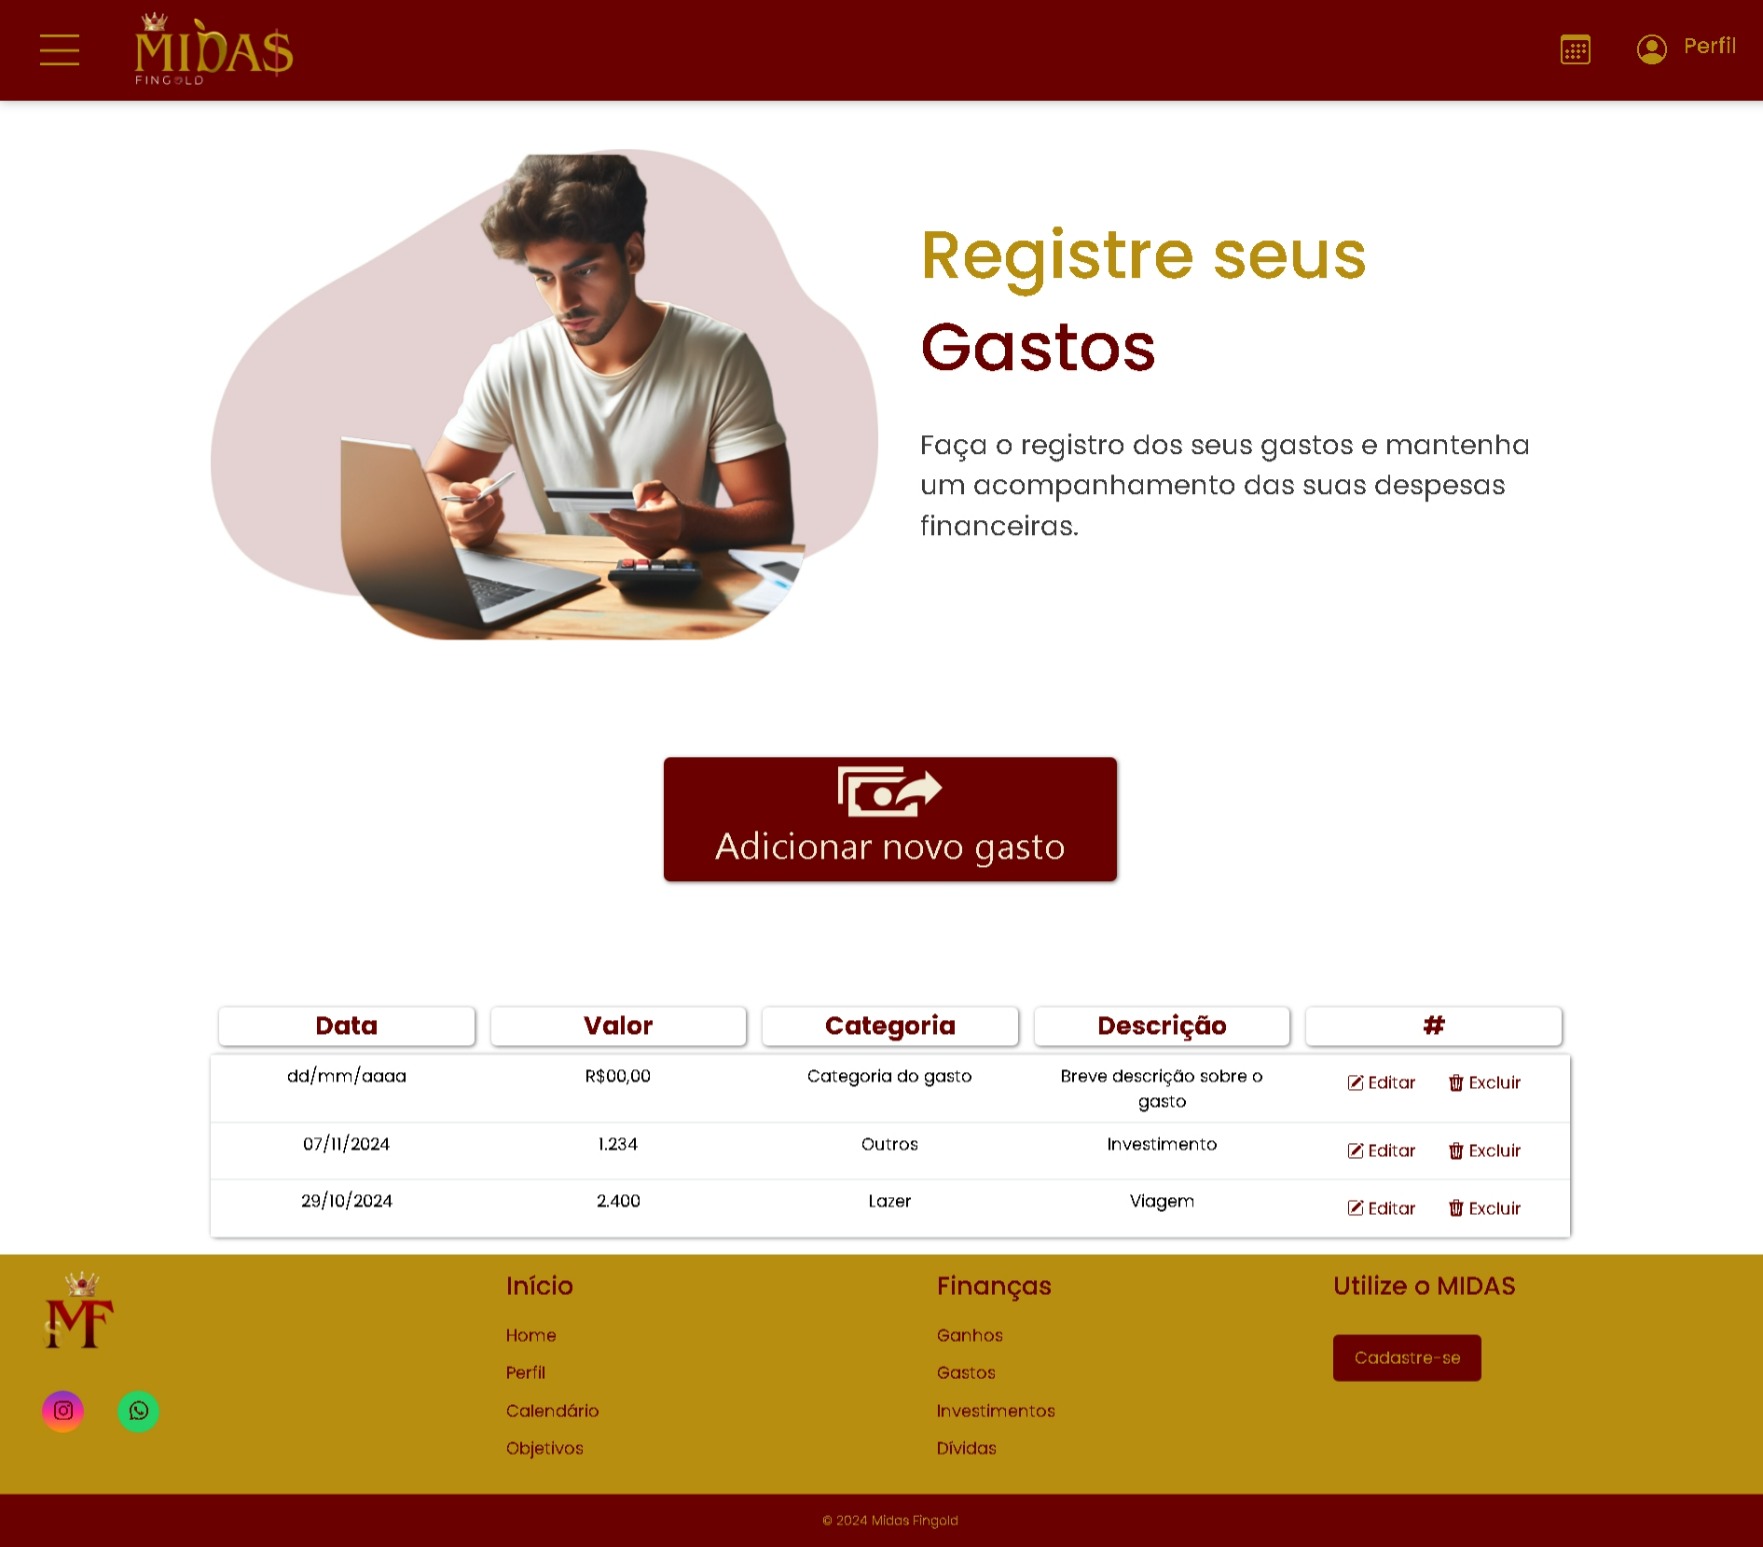 MIDAS
FINGOLD
Perfil
Registre seus
Gastos
Faça o registro dos seus gastos e mantenha
um acompanhamento das suas despesas
financeiras.
Adicionar novo gasto
Data Valor Categoria Descrição #
dd/mm/aaaa R$00,00 Categoria do gasto Breve descrição sobre o
gasto
Editar Excluir
07/11/2024 1.234 Outros Investimento Editar Excluir
29/10/2024 2.400 Lazer Viagem Editar Excluir
MF
Início
Home
Perfil
Calendário
Objetivos
Finanças
Ganhos
Gastos
Investimentos
Dívidas
Utilize o MIDAS
Cadastre-se
© 2024 Midas Fingold